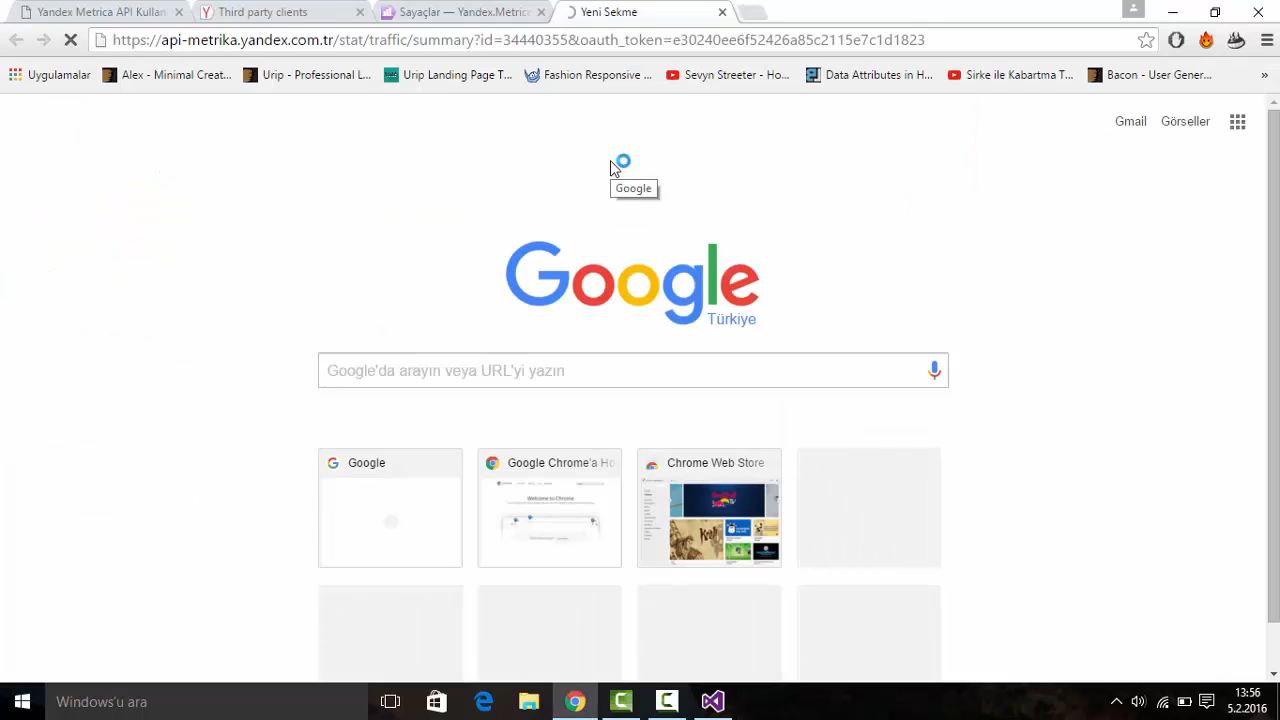 Yandex Metrica API Kullan
Third party clients
Sayaçlar — Yandex.Metric
Yeni Sekme
https://api-metrika.yandex.com.tr/stat/traffic/summary?id=34440355&oauth_token=e30240ee6f52426a85c2115e7c1d1823
Uygulamalar
Alex - Minimal Creat...
Urip - Professional L...
Urip Landing Page T...
Fashion Responsive ...
Sevyn Streeter - Ho...
Data Attributes in H...
Sirke ile Kabartma T...
Bacon - User Gener...
»
Gmail
Görseller
Google
Google
Türkiye
Google'da arayın veya URL'yi yazın
Google
Google Chrome'a Ho
Chrome Web Store
Welcome to Chrome
Windows'u ara
13:56
5.2.2016